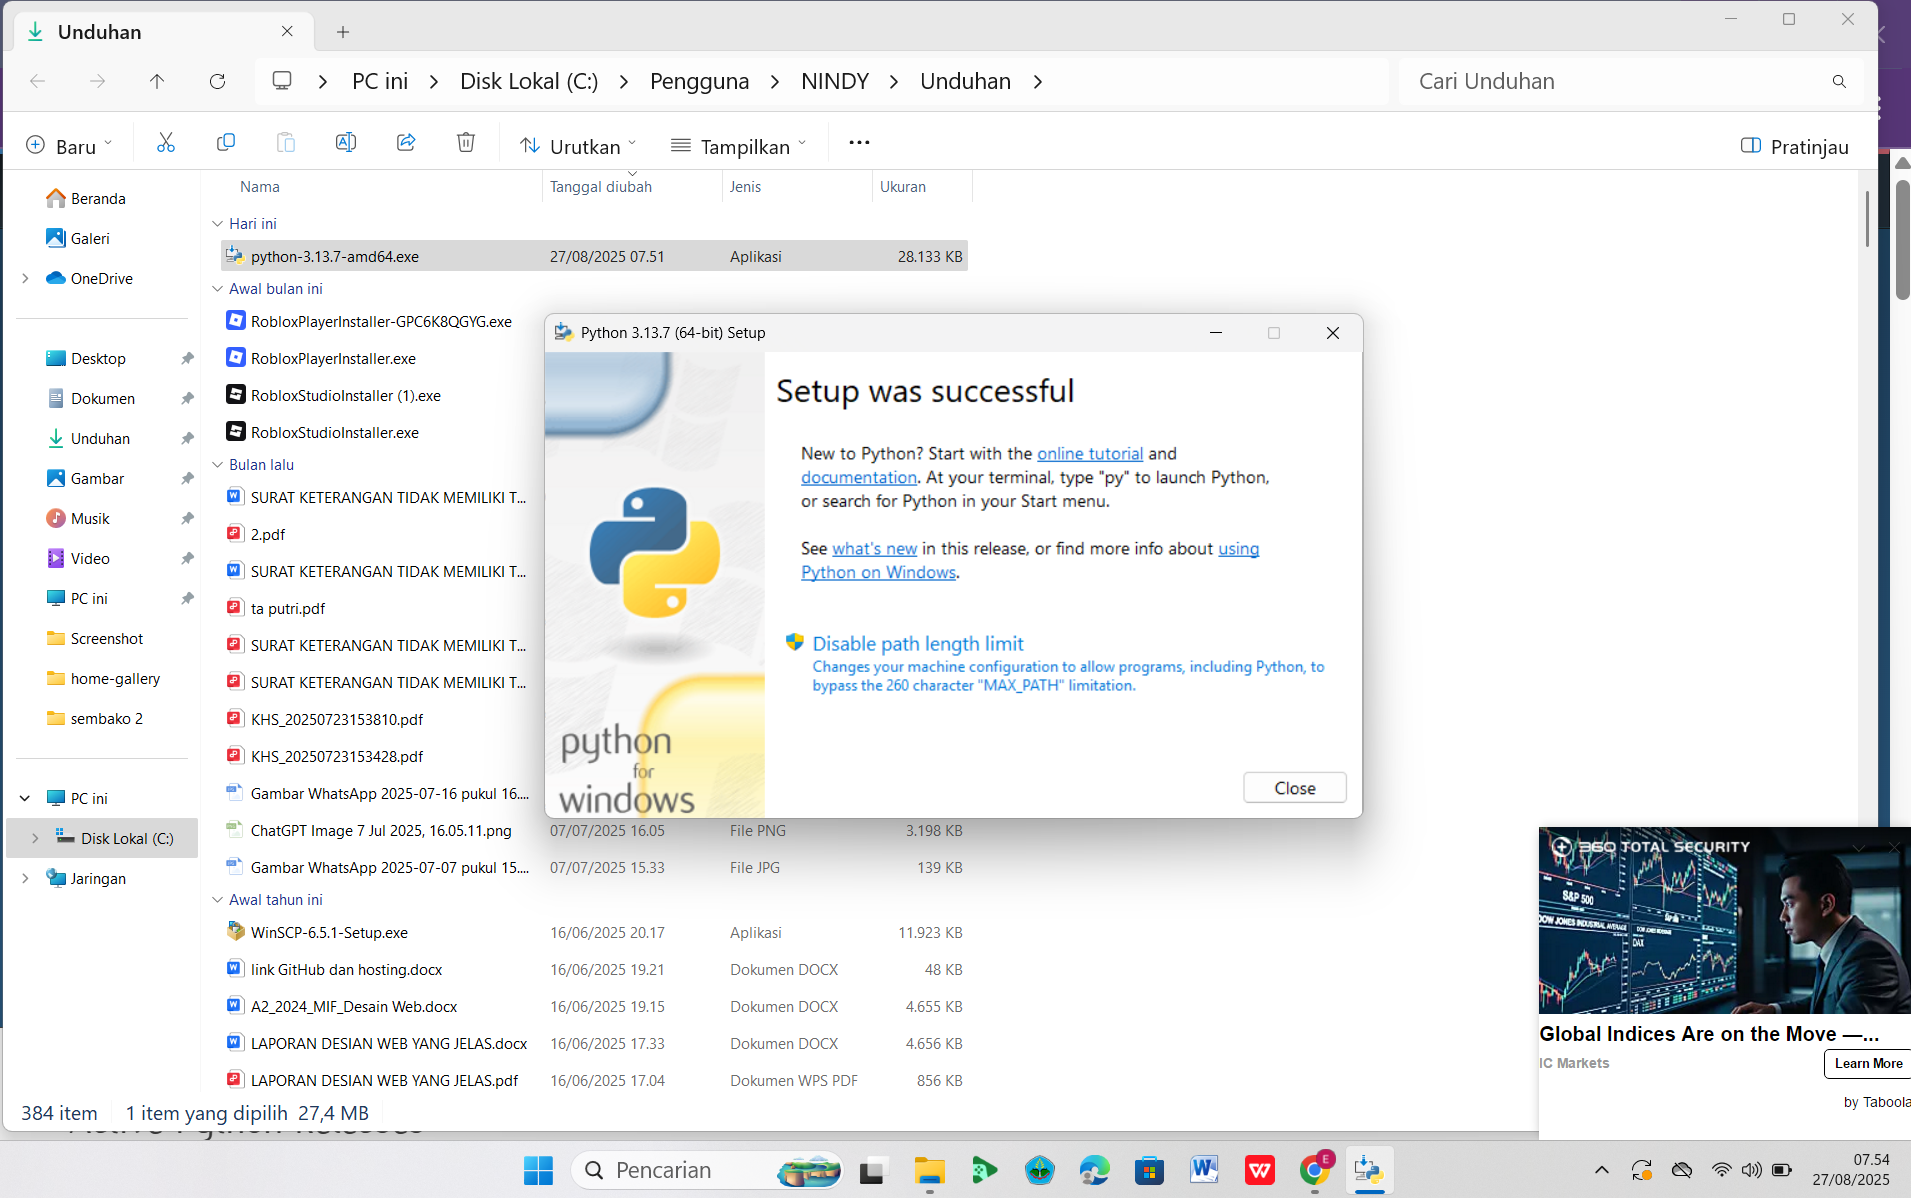 Unduhan
PC ini
Disk Lokal (C:)
Pengguna
NINDY
Unduhan
Cari Unduhan
Baru
Urutkan
Tampilkan
Pratinjau
Nama
Tanggal diubah
Jenis
Ukuran
Beranda
Galeri
OneDrive
Desktop
Dokumen
Unduhan
Gambar
Musik
Video
PC ini
Screenshot
home-gallery
sembako 2
PC ini
Disk Lokal (C:)
Jaringan
Hari ini
python-3.13.7-amd64.exe 27/08/2025 07.51 Aplikasi 28.133 KB
Awal bulan ini
RobloxPlayerInstaller-GPC6K8QGYG.exe
RobloxPlayerInstaller.exe
RobloxStudioInstaller (1).exe
RobloxStudioInstaller.exe
Bulan lalu
SURAT KETERANGAN TIDAK MEMILIKI T...
2.pdf
SURAT KETERANGAN TIDAK MEMILIKI T...
ta putri.pdf
SURAT KETERANGAN TIDAK MEMILIKI T...
SURAT KETERANGAN TIDAK MEMILIKI T...
KHS_20250723153810.pdf
KHS_20250723153428.pdf
Gambar WhatsApp 2025-07-16 pukul 16....
ChatGPT Image 7 Jul 2025, 16.05.11.png 07/07/2025 16.05 File PNG 3.198 KB
Gambar WhatsApp 2025-07-07 pukul 15.... 07/07/2025 15.33 File JPG 139 KB
Awal tahun ini
WinSCP-6.5.1-Setup.exe 16/06/2025 20.17 Aplikasi 11.923 KB
link GitHub dan hosting.docx 16/06/2025 19.21 Dokumen DOCX 48 KB
A2_2024_MIF_Desain Web.docx 16/06/2025 19.15 Dokumen DOCX 4.655 KB
LAPORAN DESIAN WEB YANG JELAS.docx 16/06/2025 17.33 Dokumen DOCX 4.656 KB
LAPORAN DESIAN WEB YANG JELAS.pdf 16/06/2025 17.04 Dokumen WPS PDF 856 KB
384 item 1 item yang dipilih 27,4 MB
Python 3.13.7 (64-bit) Setup
Setup was successful
New to Python? Start with the online tutorial and
documentation. At your terminal, type "py" to launch Python,
or search for Python in your Start menu.
See what's new in this release, or find more info about using
Python on Windows.
Disable path length limit
Changes your machine configuration to allow programs, including Python, to
bypass the 260 character "MAX_PATH" limitation.
python
for
windows
Close
360 TOTAL SECURITY
S&P 500
DOW JONES INDUSTRIAL AVERAGE
DAX
Global Indices Are on the Move —...
IC Markets
Learn More
by Taboola
Pencarian
E
07.54
27/08/2025